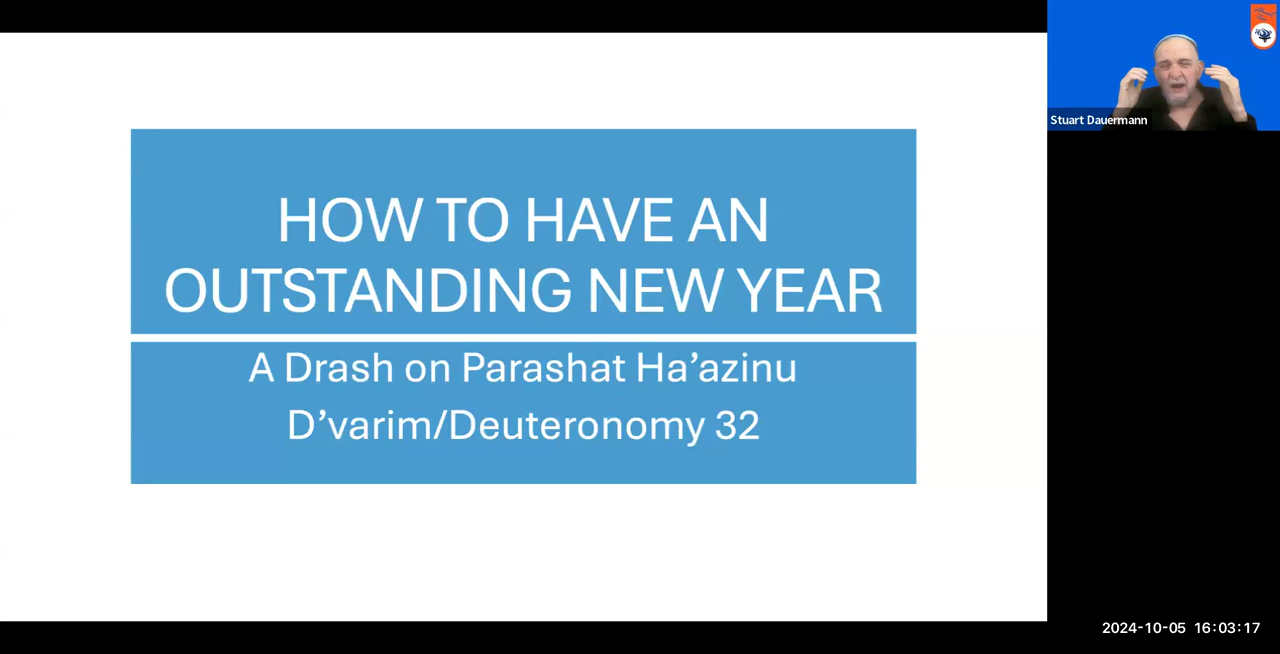 HOW TO HAVE AN
OUTSTANDING NEW YEAR
A Drash on Parashat Ha’azinu
D’varim/Deuteronomy 32
Stuart Dauermann
2024-10-05 16:03:17